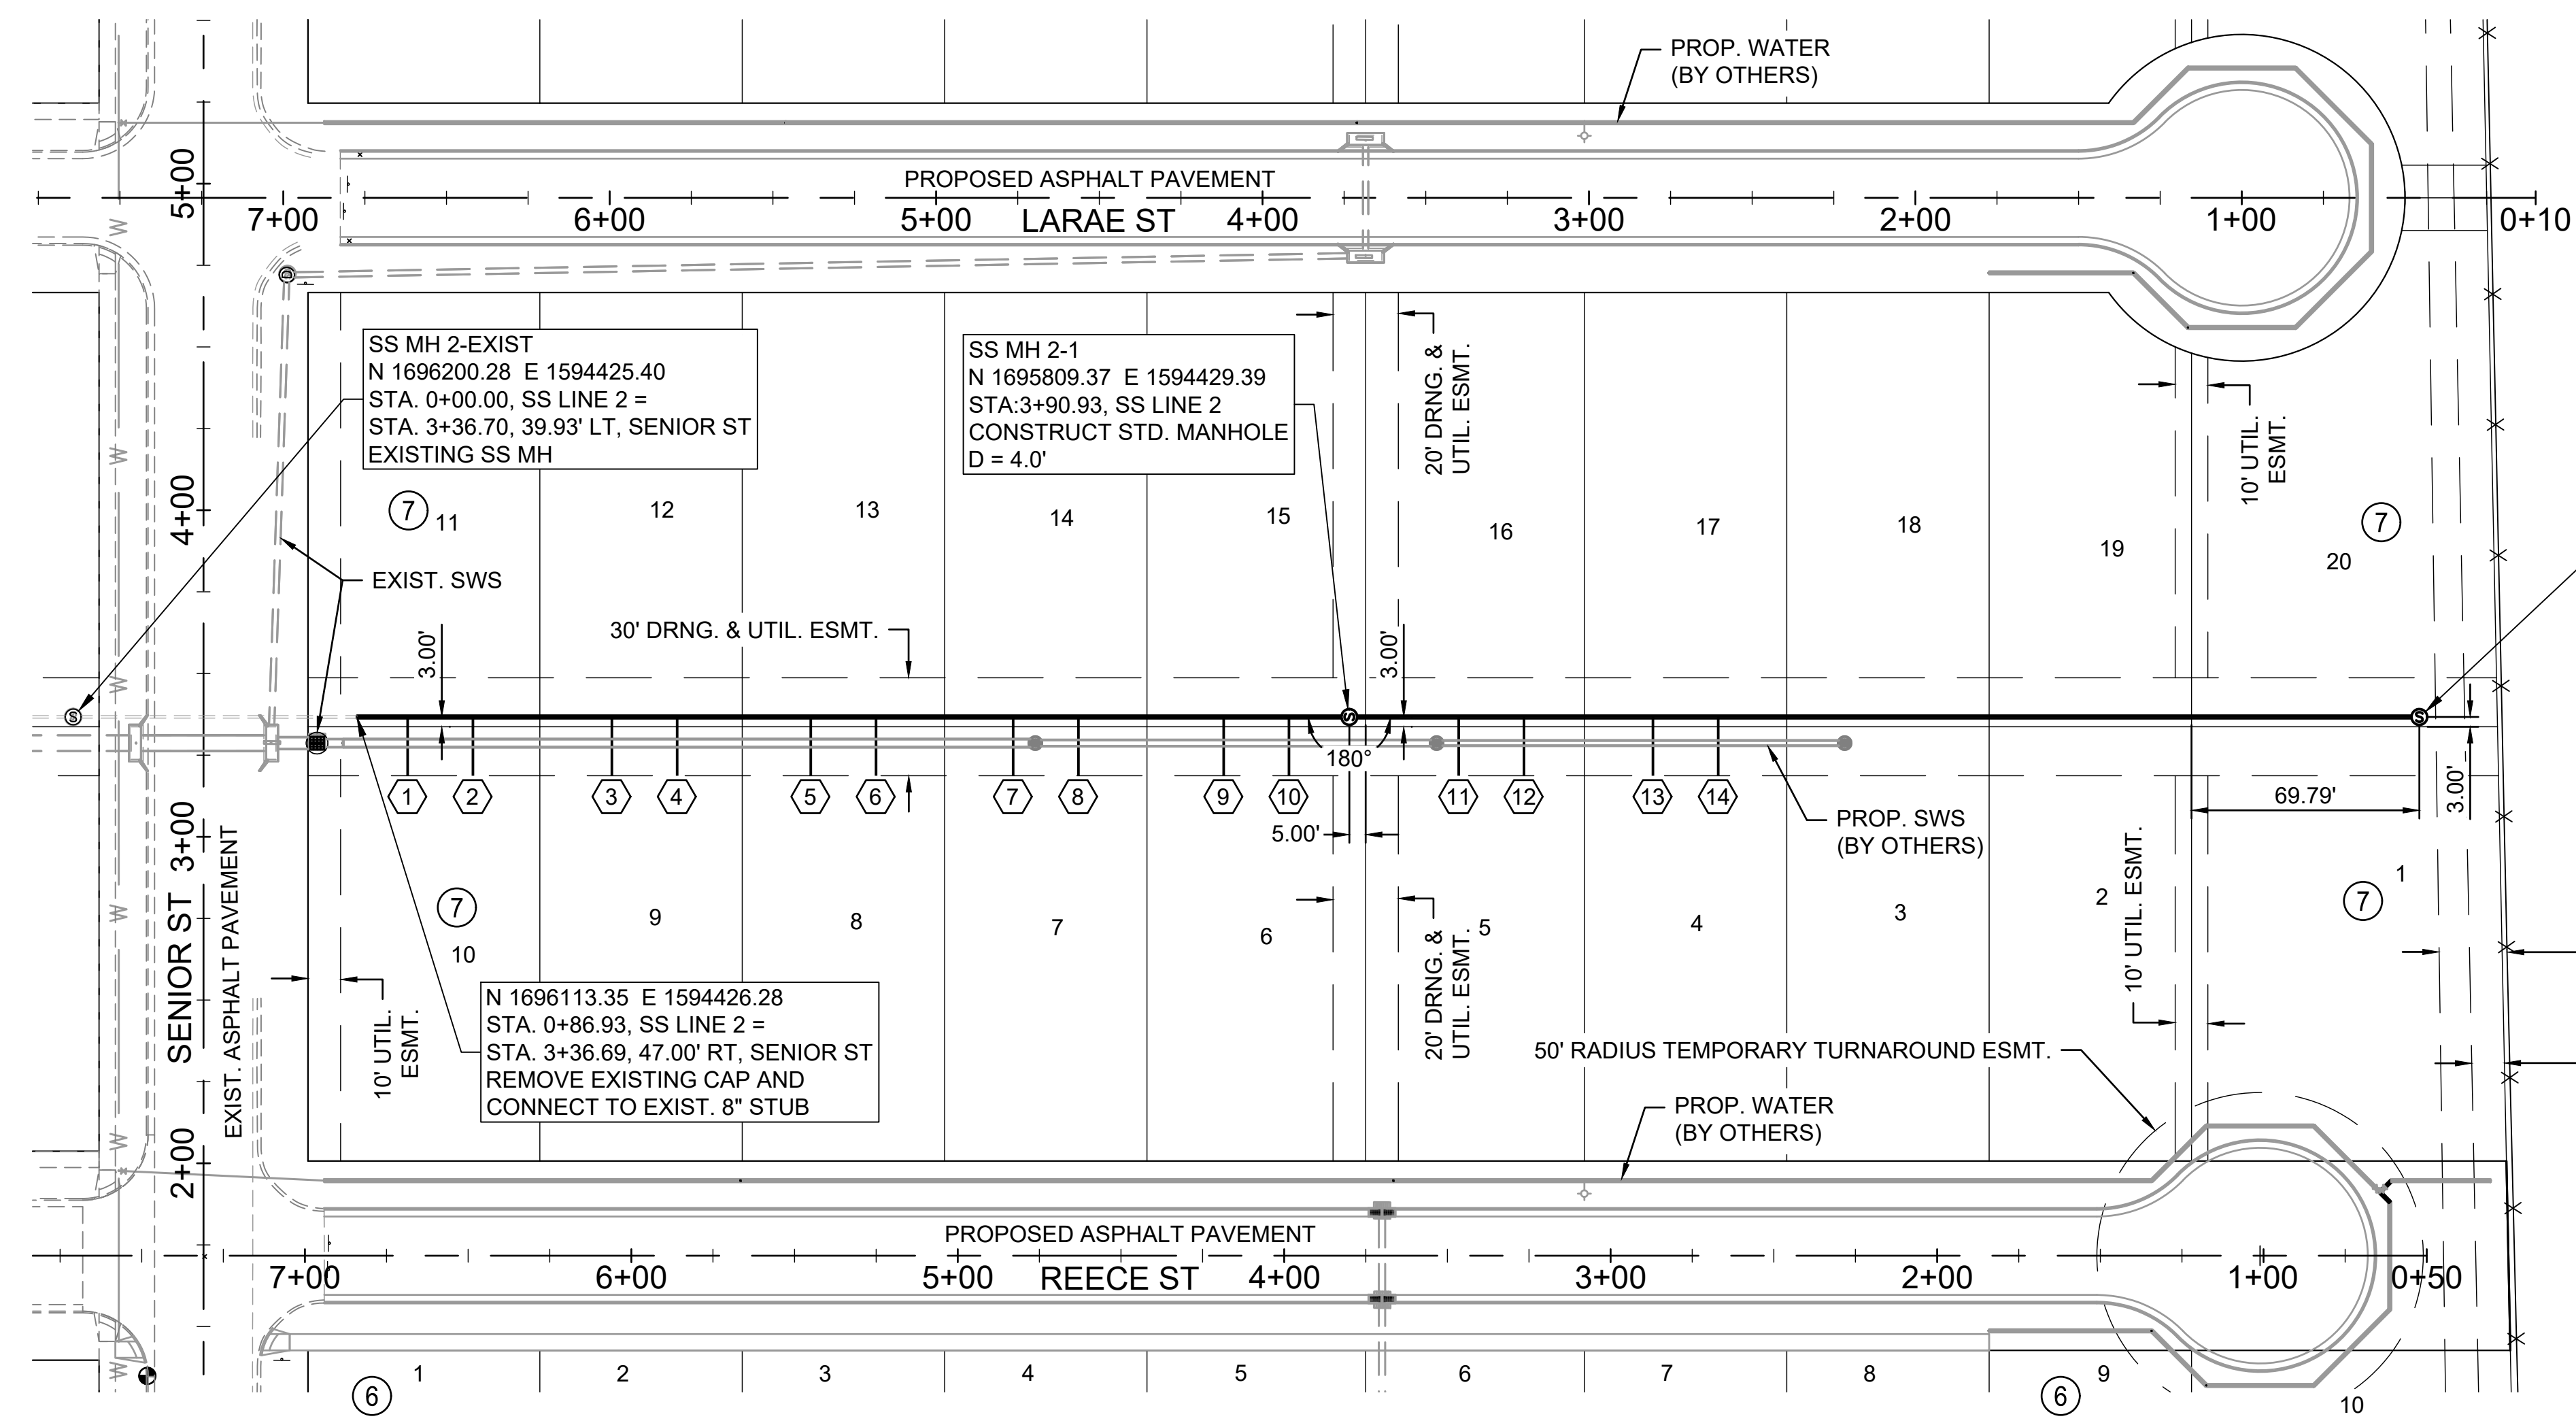 PROP. WATER
(BY OTHERS)
PROPOSED ASPHALT PAVEMENT
7+00
6+00
5+00
LARAE ST
4+00
3+00
2+00
1+00
0+10
5+00
4+00
SENIOR ST
3+00
2+00
EXIST. ASPHALT PAVEMENT
SS MH 2-EXIST
N 1696200.28 E 1594425.40
STA. 0+00.00, SS LINE 2 =
STA. 3+36.70, 39.93' LT, SENIOR ST
EXISTING SS MH
SS MH 2-1
N 1695809.37 E 1594429.39
STA:3+90.93, SS LINE 2
CONSTRUCT STD. MANHOLE
D = 4.0'
20' DRNG. &
UTIL. ESMT.
10' UTIL.
ESMT.
7
11
12
13
14
15
16
17
18
19
20
7
EXIST. SWS
30' DRNG. & UTIL. ESMT.
3.00'
3.00'
S
S
S
180°
1
2
3
4
5
6
7
8
9
10
11
12
13
14
5.00'
69.79'
3.00'
PROP. SWS
(BY OTHERS)
7
10
9
8
7
6
5
4
3
2
1
7
10' UTIL. ESMT.
20' DRNG. &
UTIL. ESMT.
10' UTIL.
ESMT.
N 1696113.35 E 1594426.28
STA. 0+86.93, SS LINE 2 =
STA. 3+36.69, 47.00' RT, SENIOR ST
REMOVE EXISTING CAP AND
CONNECT TO EXIST. 8" STUB
50' RADIUS TEMPORARY TURNAROUND ESMT.
PROP. WATER
(BY OTHERS)
PROPOSED ASPHALT PAVEMENT
7+00
6+00
5+00
REECE ST
4+00
3+00
2+00
1+00
0+50
1
2
3
4
5
6
7
8
9
10
6
6